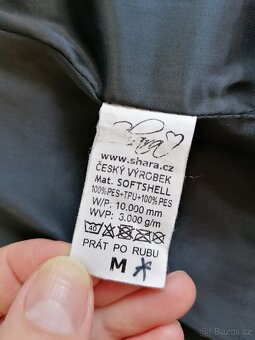 Shara
www.shara.cz
ČESKÝ VÝROBEK
Mat. SOFTSHELL
100%PES+TPU+100%PES
W/P: 10.000 mm
WVP: 3.000 g/m
40
PRÁT PO RUBU
M
Bazos.cz